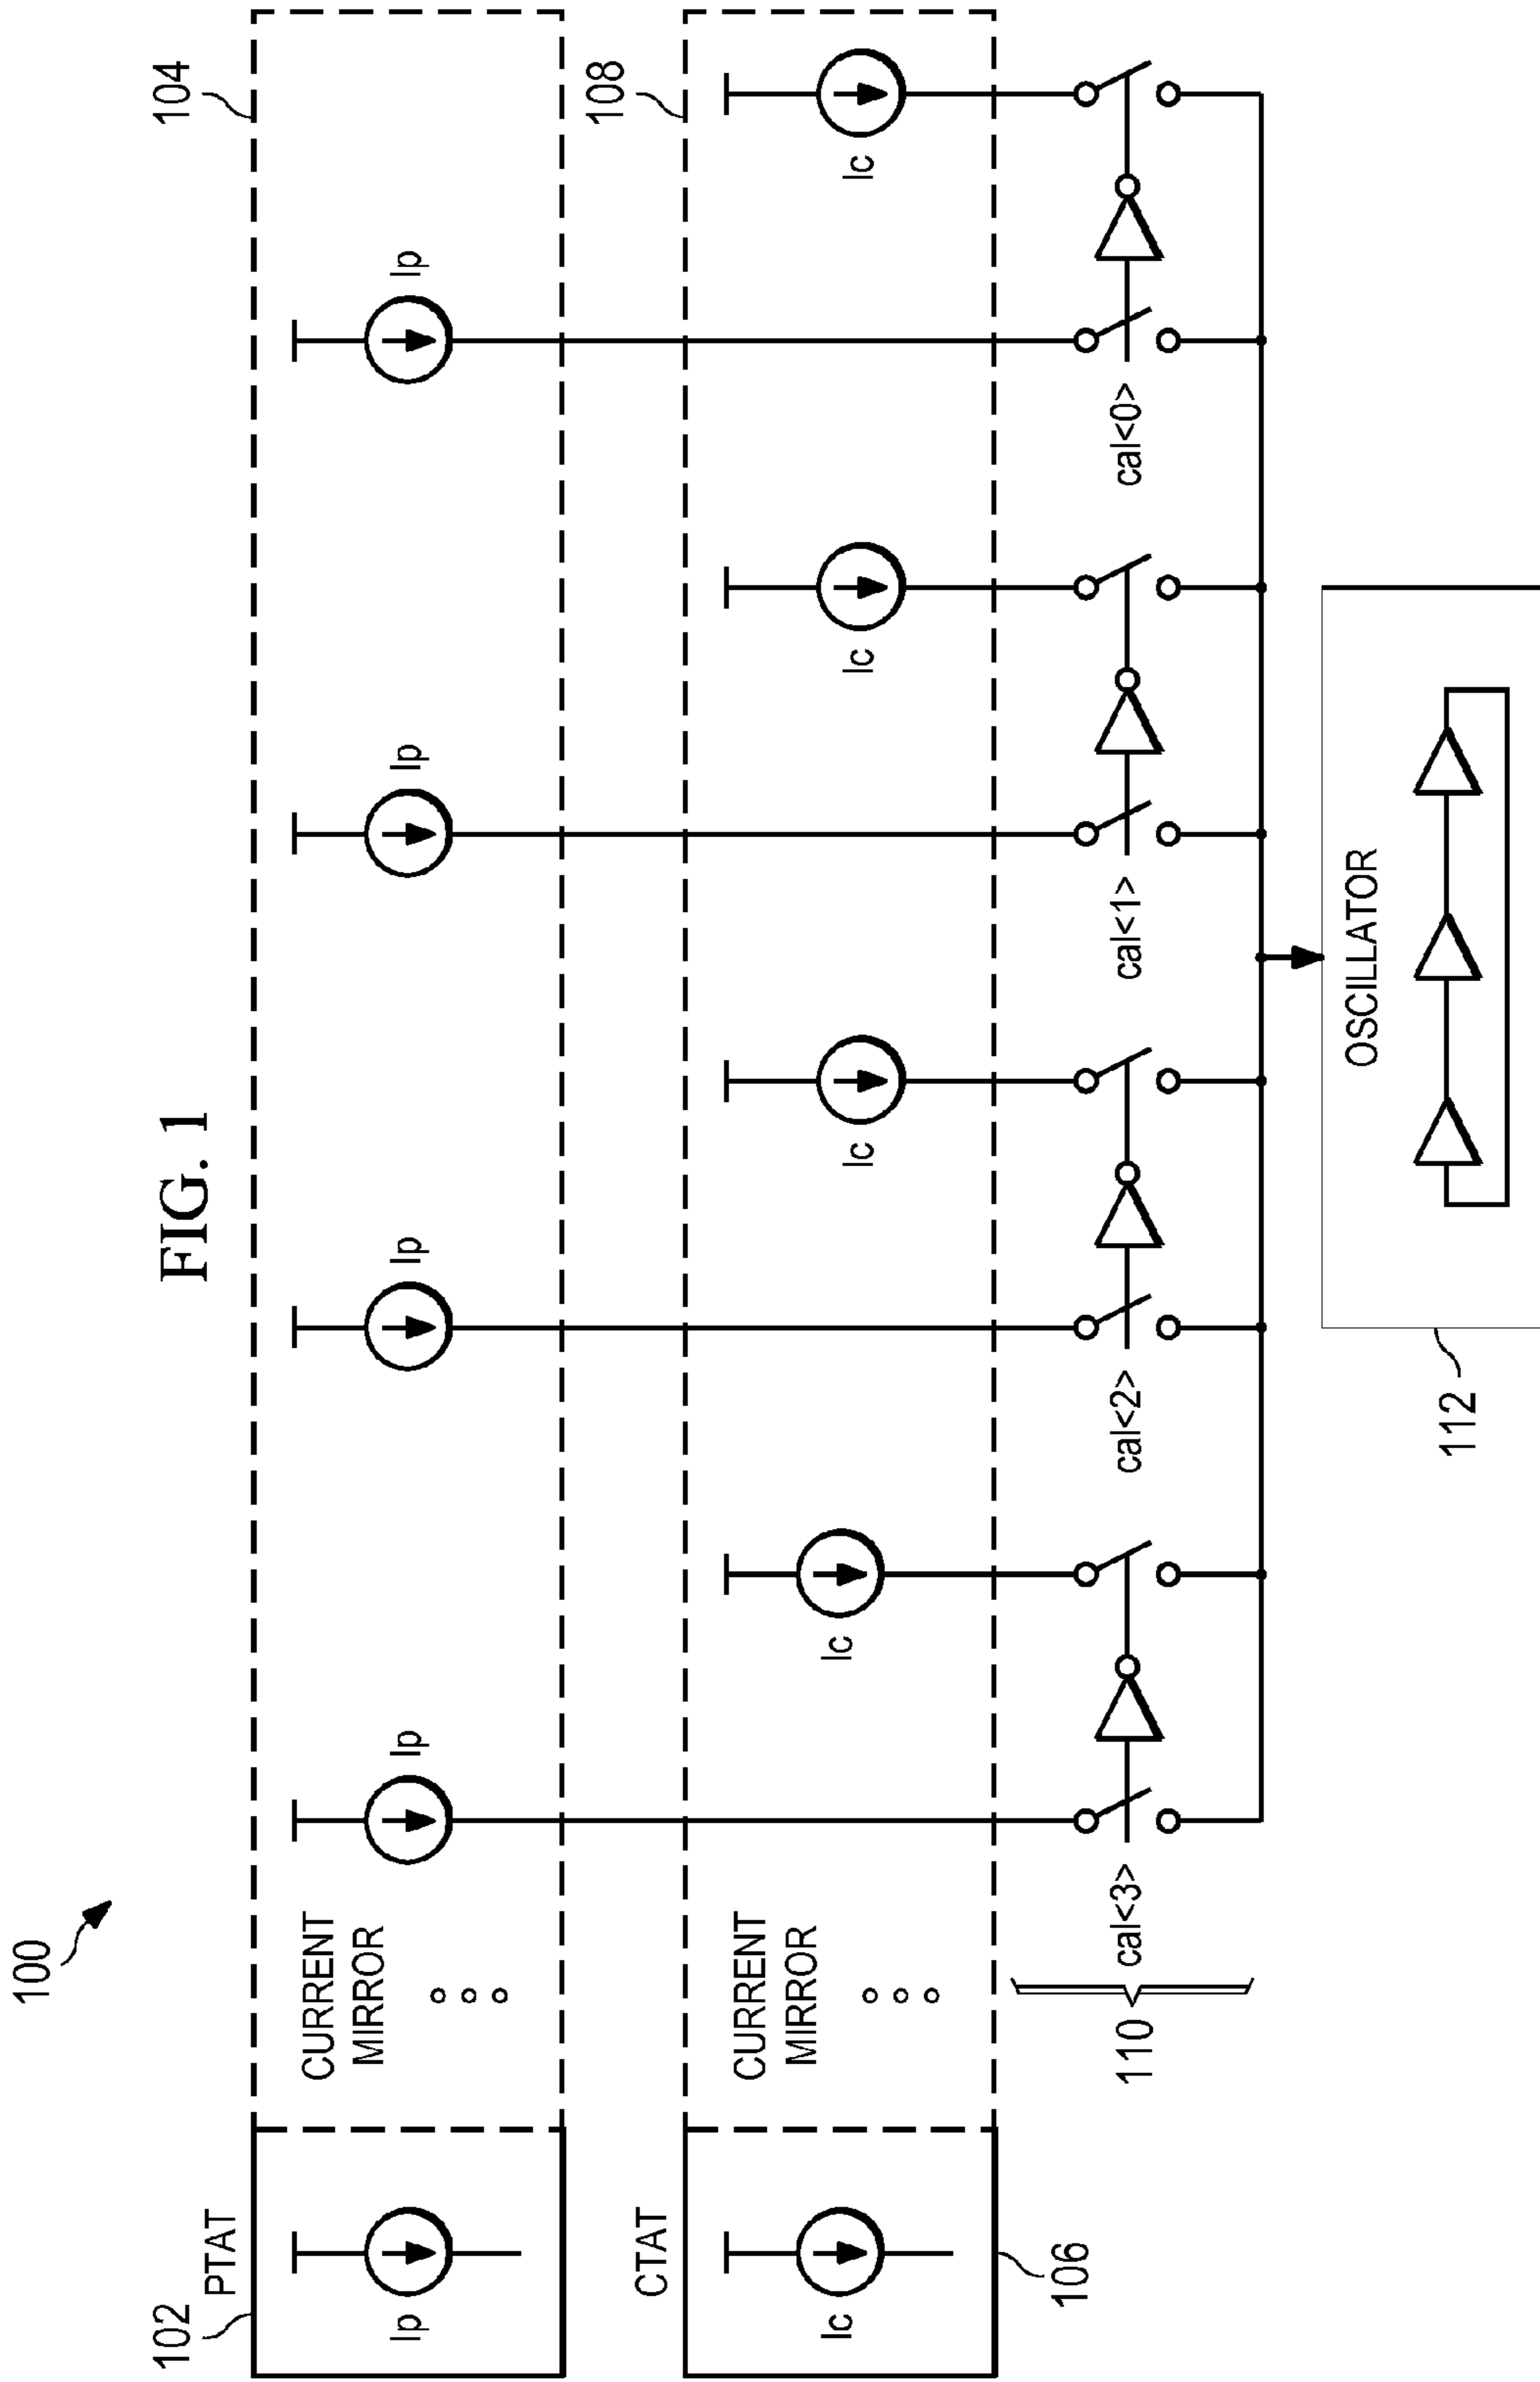 FIG. 1
100
102
PTAT
Ip
CURRENT
MIRROR
Ip
Ip
Ip
Ip
104
CTAT
Ic
106
CURRENT
MIRROR
Ic
Ic
Ic
Ic
108
110
cal<3>
cal<2>
cal<1>
cal<0>
OSCILLATOR
112